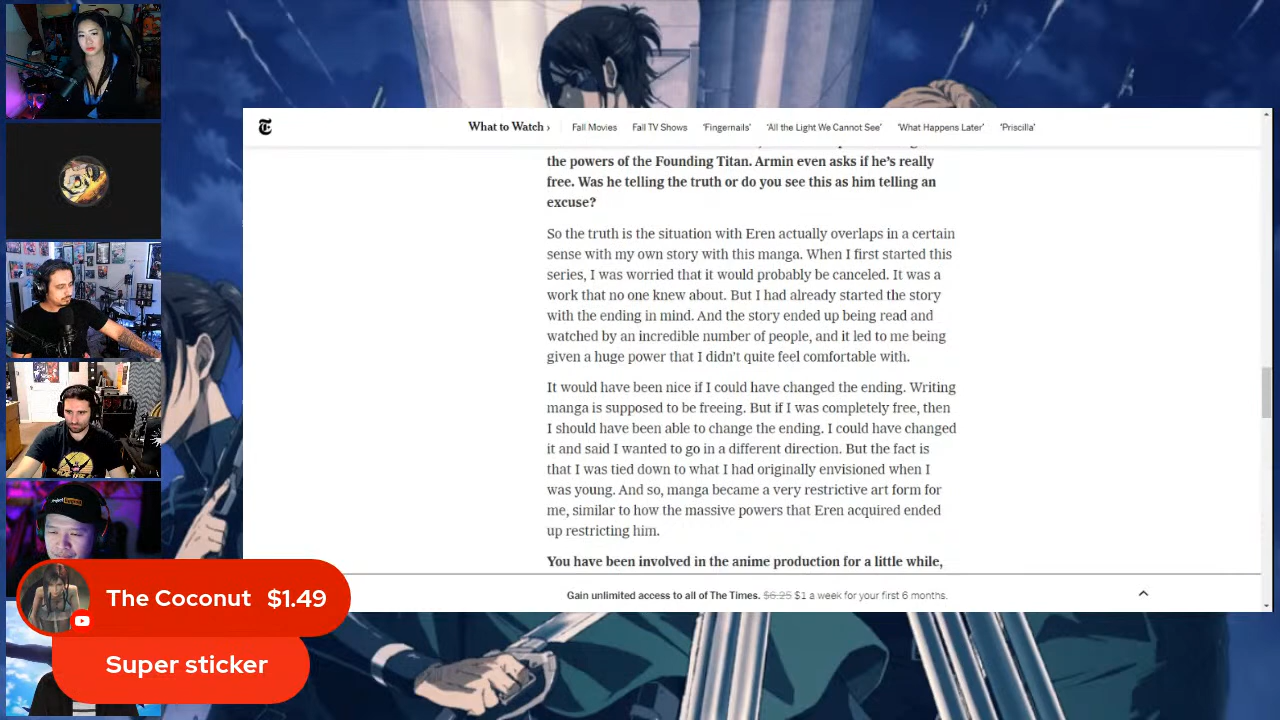 What to Watch ›
Fall Movies
Fall TV Shows
'Fingernails'
'All the Light We Cannot See'
'What Happens Later'
'Priscilla'
the powers of the Founding Titan. Armin even asks if he's really
free. Was he telling the truth or do you see this as him telling an
excuse?
So the truth is the situation with Eren actually overlaps in a certain
sense with my own story with this manga. When I first started this
series, I was worried that it would probably be canceled. It was a
work that no one knew about. But I had already started the story
with the ending in mind. And the story ended up being read and
watched by an incredible number of people, and it led to me being
given a huge power that I didn't quite feel comfortable with.
It would have been nice if I could have changed the ending. Writing
manga is supposed to be freeing. But if I was completely free, then
I should have been able to change the ending. I could have changed
it and said I wanted to go in a different direction. But the fact is
that I was tied down to what I had originally envisioned when I
was young. And so, manga became a very restrictive art form for
me, similar to how the massive powers that Eren acquired ended
up restricting him.
You have been involved in the anime production for a little while,
Gain unlimited access to all of The Times. $6.25 $1 a week for your first 6 months.
The Coconut $1.49
Super sticker